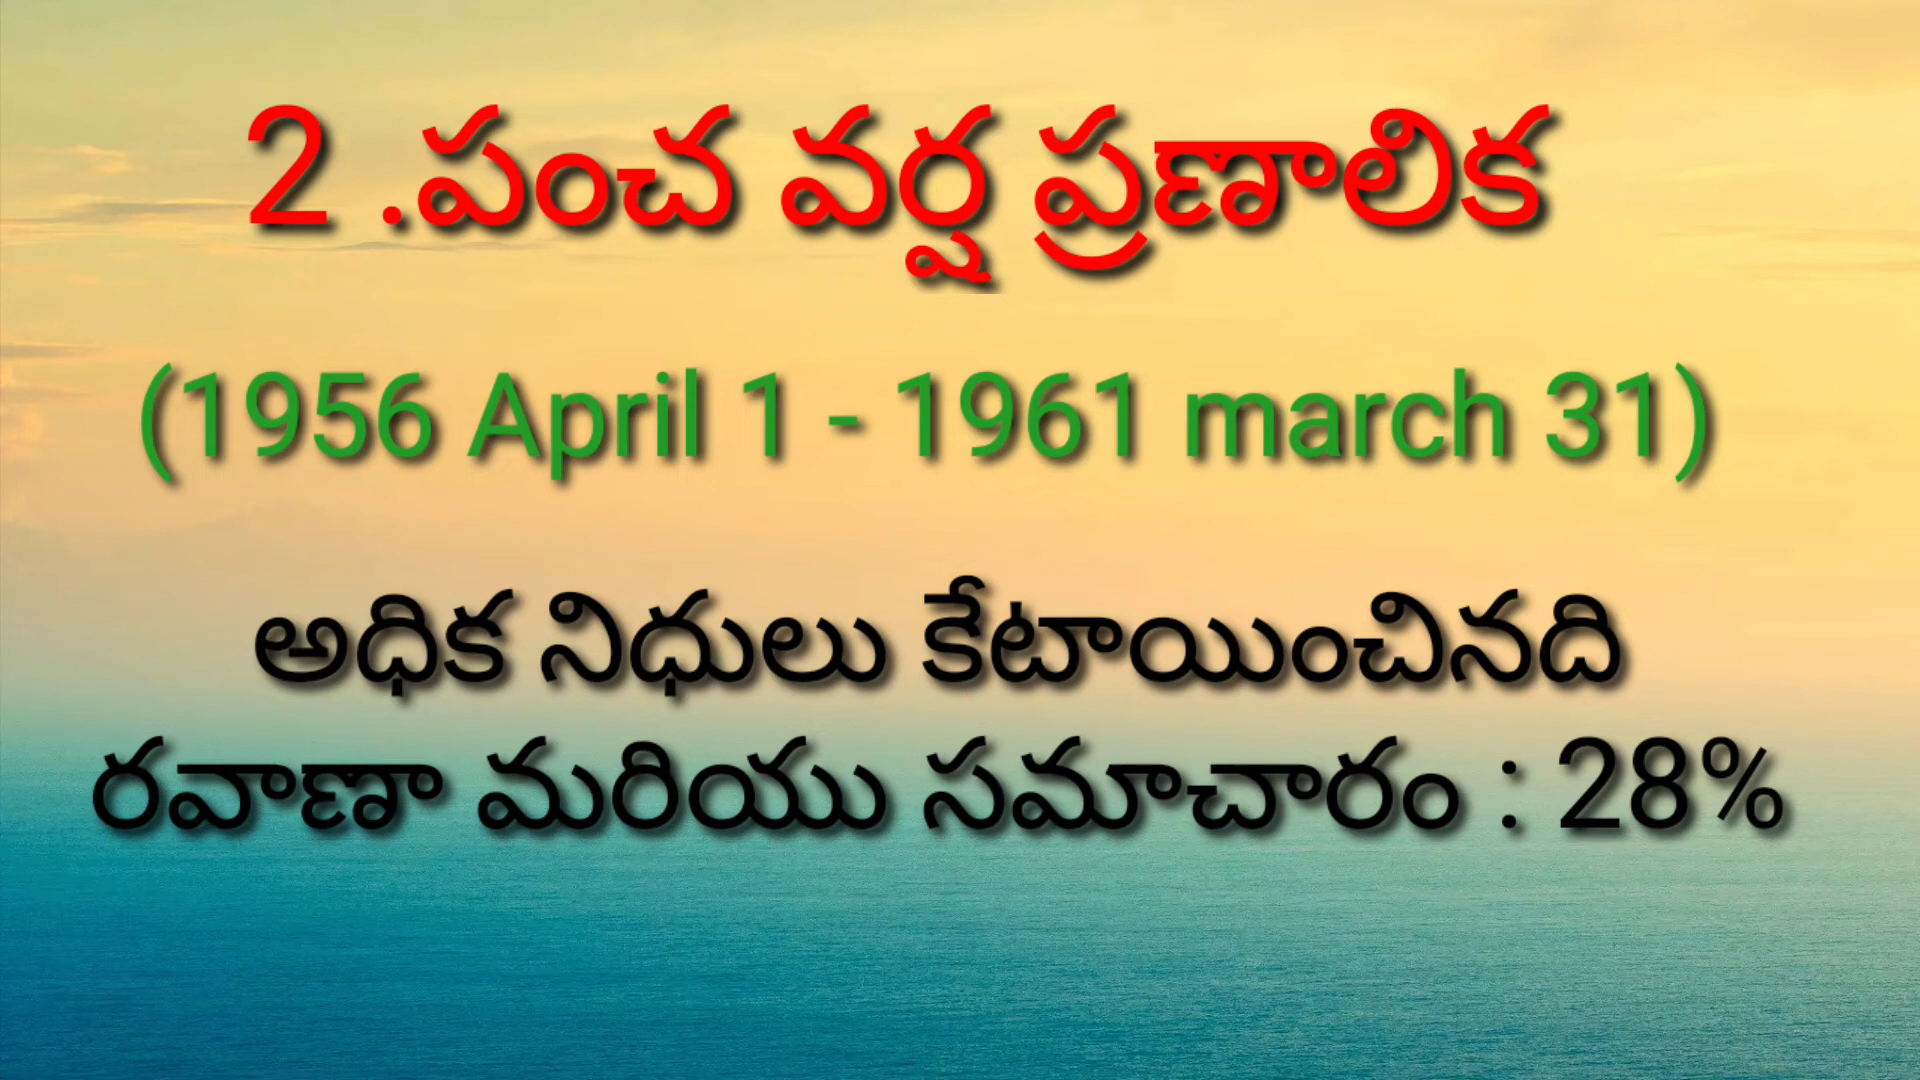 2 .పంచ వర్ష ప్రణాలిక
(1956 April 1 - 1961 march 31)
అధిక నిధులు కేటాయించినది
రవాణా మరియు సమాచారం : 28%